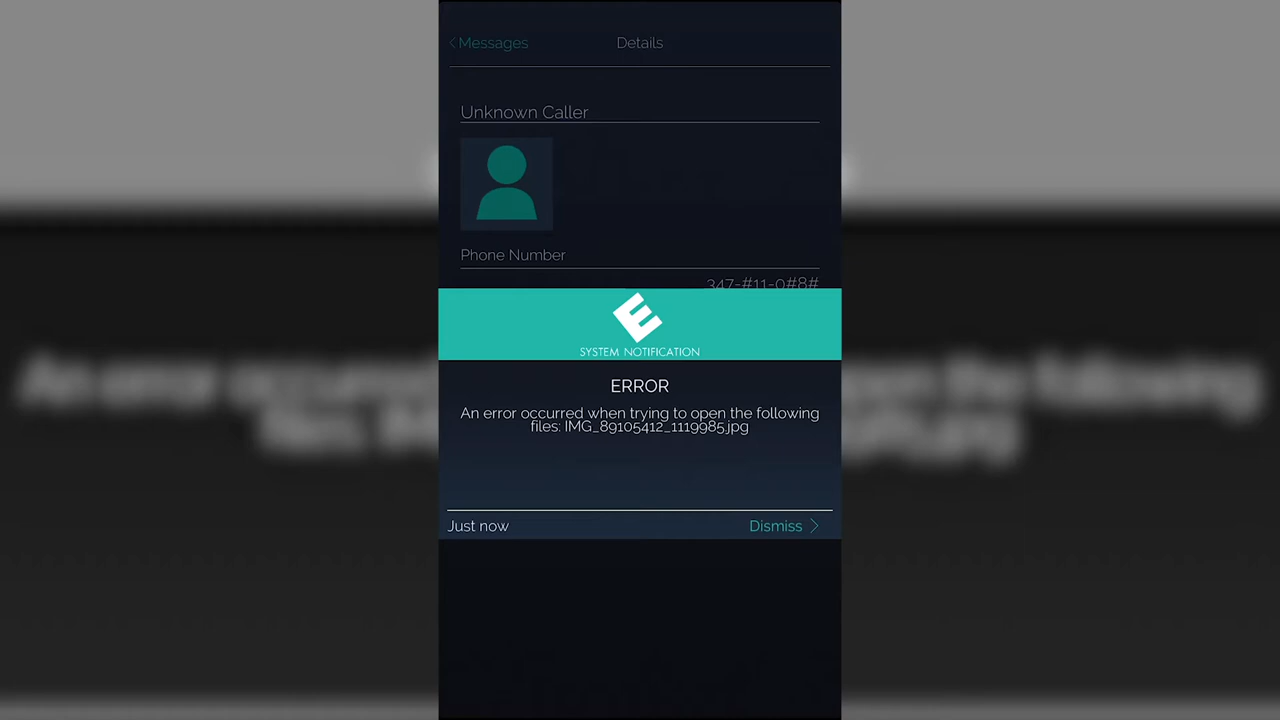 Messages
Details
Unknown Caller
Phone Number
347-#11-0#8#
E
SYSTEM NOTIFICATION
ERROR
An error occurred when trying to open the following
files: IMG_89105412_1119985.jpg
Just now
Dismiss